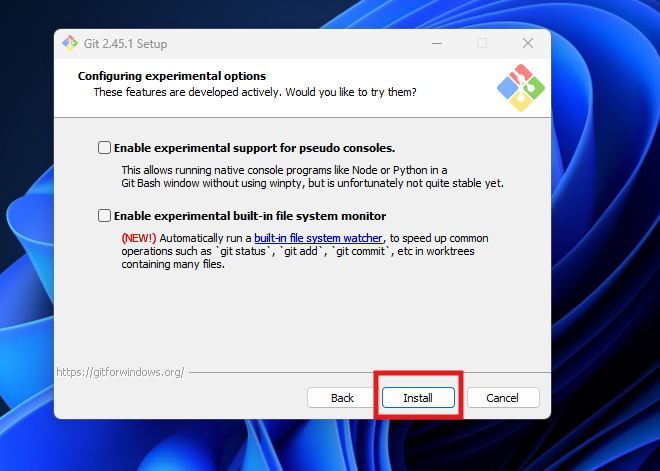 Git 2.45.1 Setup
Configuring experimental options
These features are developed actively. Would you like to try them?
Enable experimental support for pseudo consoles.
This allows running native console programs like Node or Python in a
Git Bash window without using winpty, but is unfortunately not quite stable yet.
Enable experimental built-in file system monitor
(NEW!) Automatically run a built-in file system watcher, to speed up common
operations such as `git status`, `git add`, `git commit`, etc in worktrees
containing many files.
https://gitforwindows.org/
Back Install Cancel